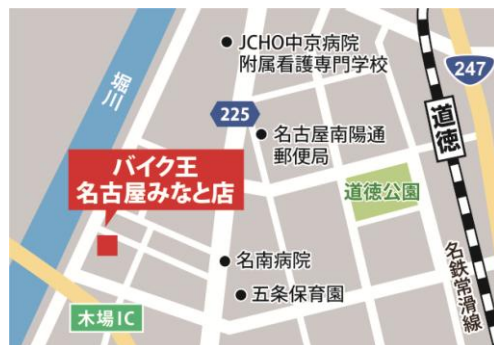 JCHO中京病院
附属看護専門学校
247
堀川
225
道徳
名古屋南陽通
郵便局
バイク王
名古屋みなと店
道徳公園
名南病院
五条保育園
名鉄常滑線
木場IC